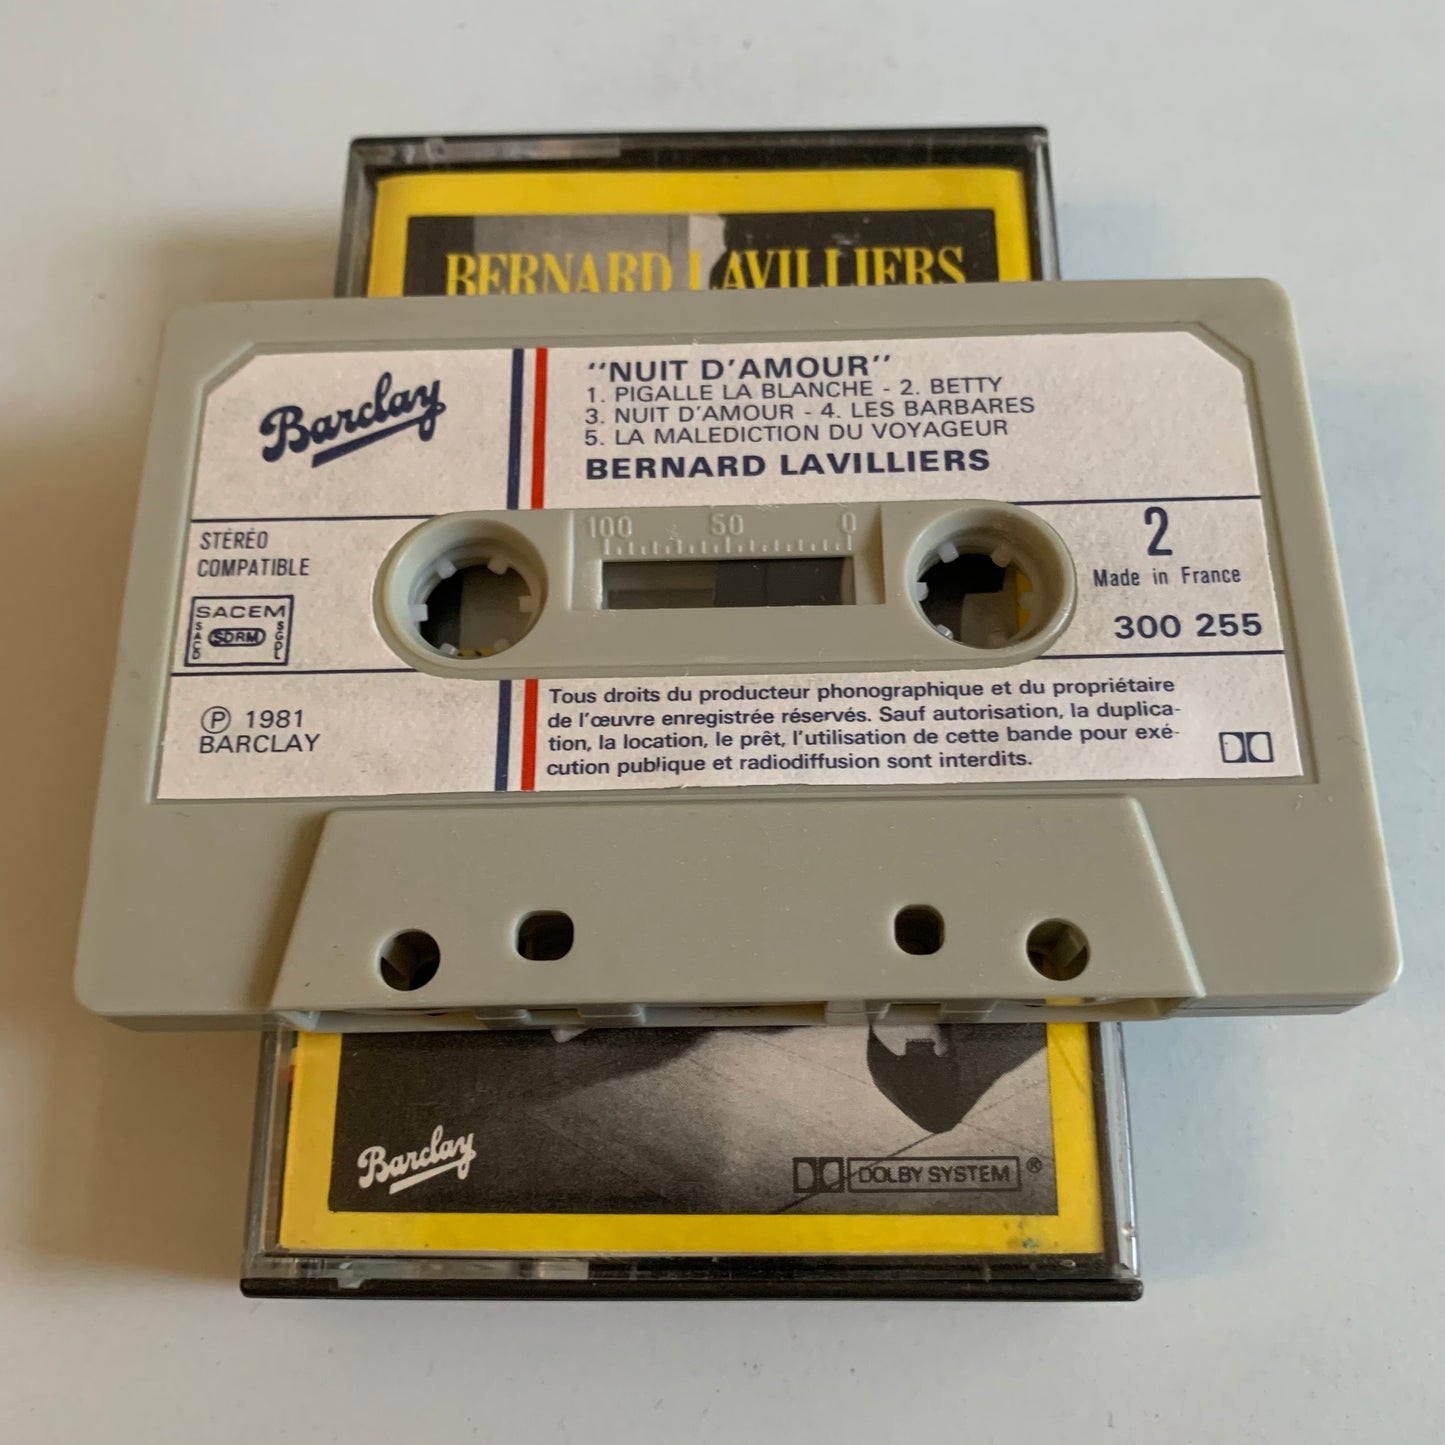 BERNARD LAVILLIERS
Barclay
"NUIT D'AMOUR"
1. PIGALLE LA BLANCHE - 2. BETTY
3. NUIT D'AMOUR - 4. LES BARBARES
5. LA MALEDICTION DU VOYAGEUR
BERNARD LAVILLIERS
STÉRÉO
COMPATIBLE
SACEM
SACD
SDRM
SGDL
100 50 0
2
Made in France
300 255
Ⓟ 1981
BARCLAY
Tous droits du producteur phonographique et du propriétaire
de l'œuvre enregistrée réservés. Sauf autorisation, la duplica-
tion, la location, le prêt, l'utilisation de cette bande pour exé-
cution publique et radiodiffusion sont interdits.
Barclay
DOLBY SYSTEM ®